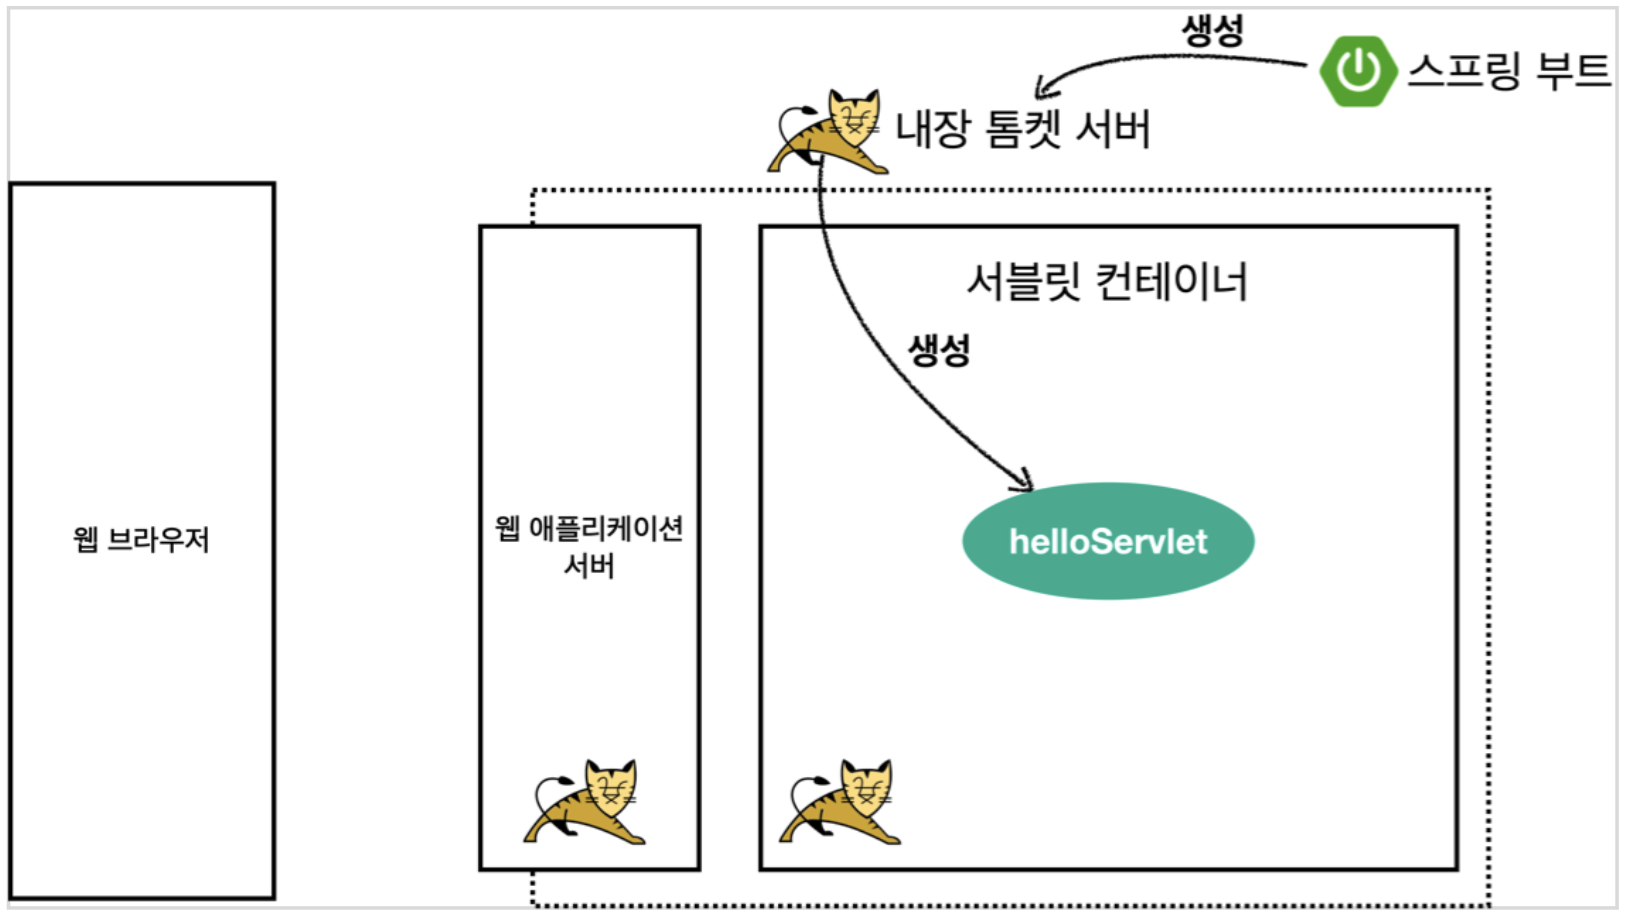 생성
스프링 부트
내장 톰켓 서버
서블릿 컨테이너
생성
웹 브라우저
웹 애플리케이션
서버
helloServlet